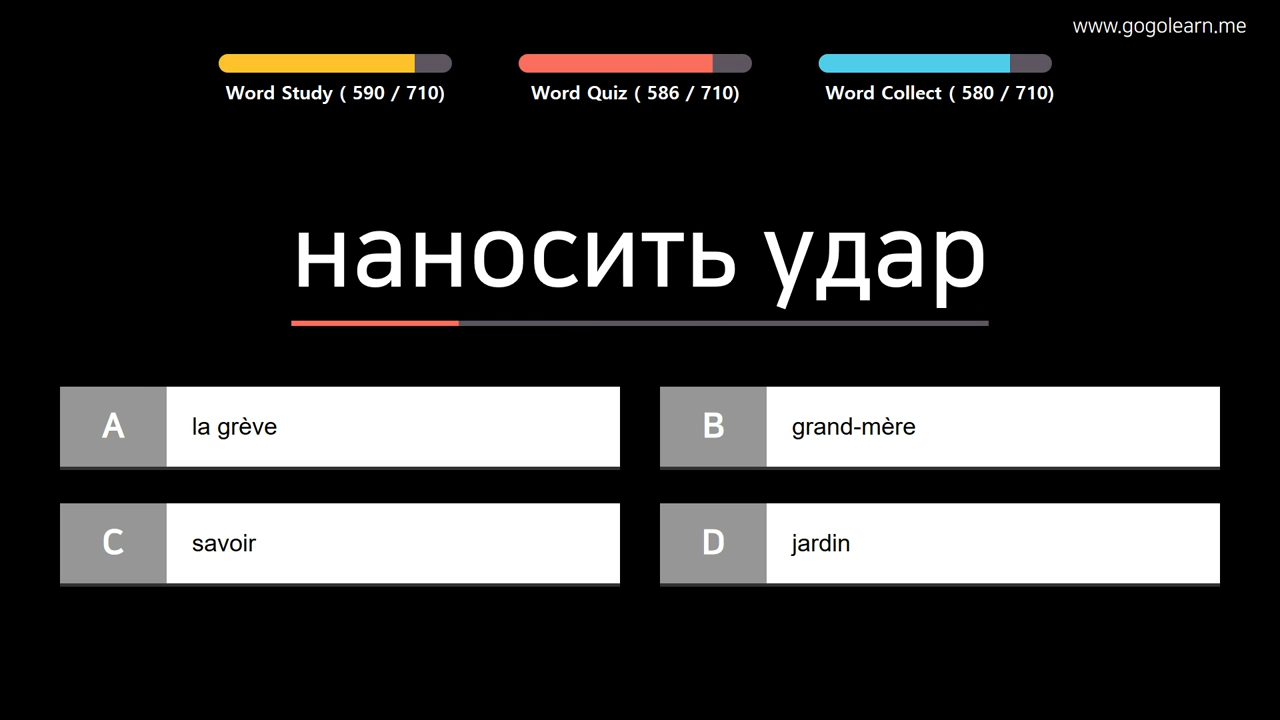 www.gogolearn.me
Word Study ( 590 / 710)
Word Quiz ( 586 / 710)
Word Collect ( 580 / 710)
наносить удар
A la grève
B grand-mère
C savoir
D jardin